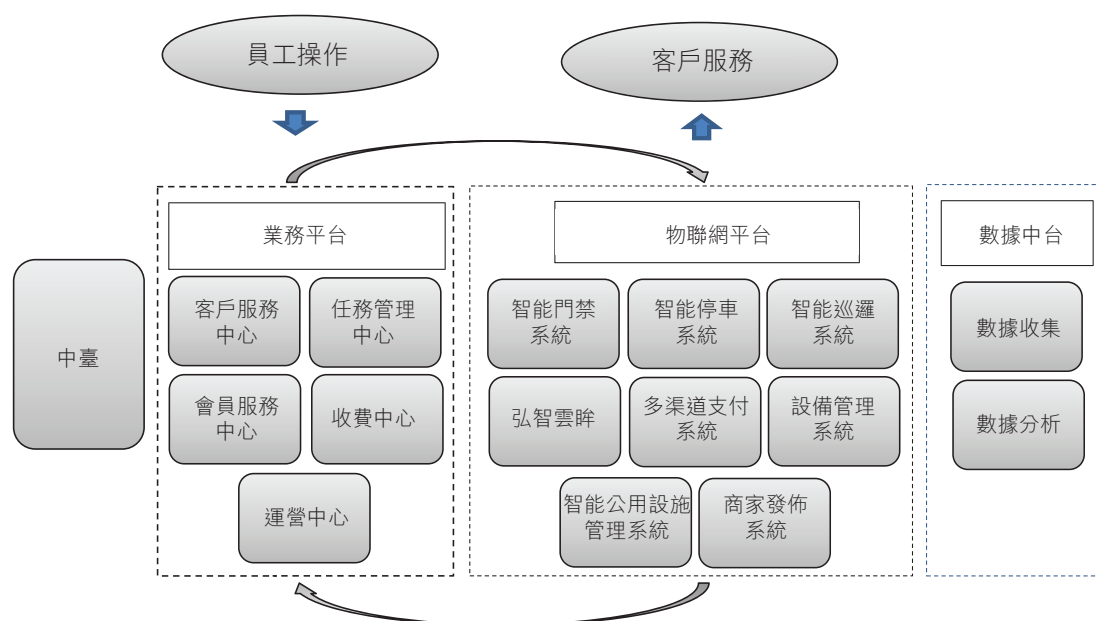 員工操作
客戶服務
業務平台
物聯網平台
數據中台
中臺
客戶服務
中心
任務管理
中心
會員服務
中心
收費中心
運營中心
智能門禁
系統
智能停車
系統
智能巡邏
系統
弘智雲眸
多渠道支付
系統
設備管理
系統
智能公用設施
管理系統
商家發佈
系統
數據收集
數據分析